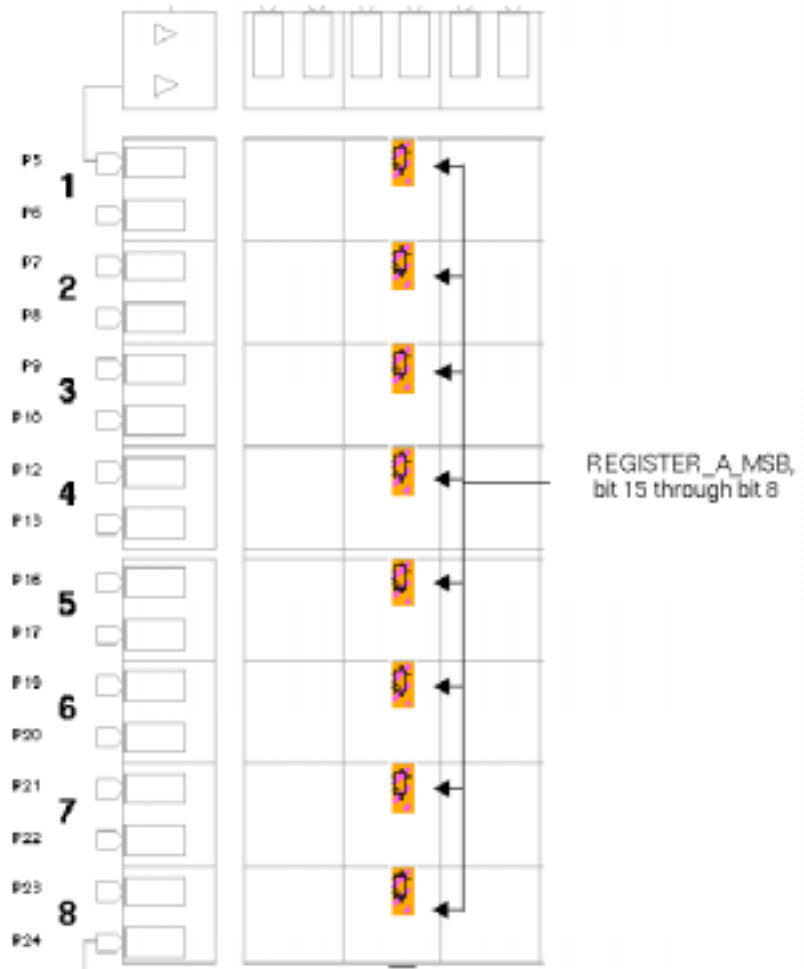 P5
1
P6
P7
2
P8
P9
3
P10
P12
4
P13
REGISTER_A_MSB,
bit 15 through bit 8
P16
5
P17
P19
6
P20
P21
7
P22
P23
8
P24